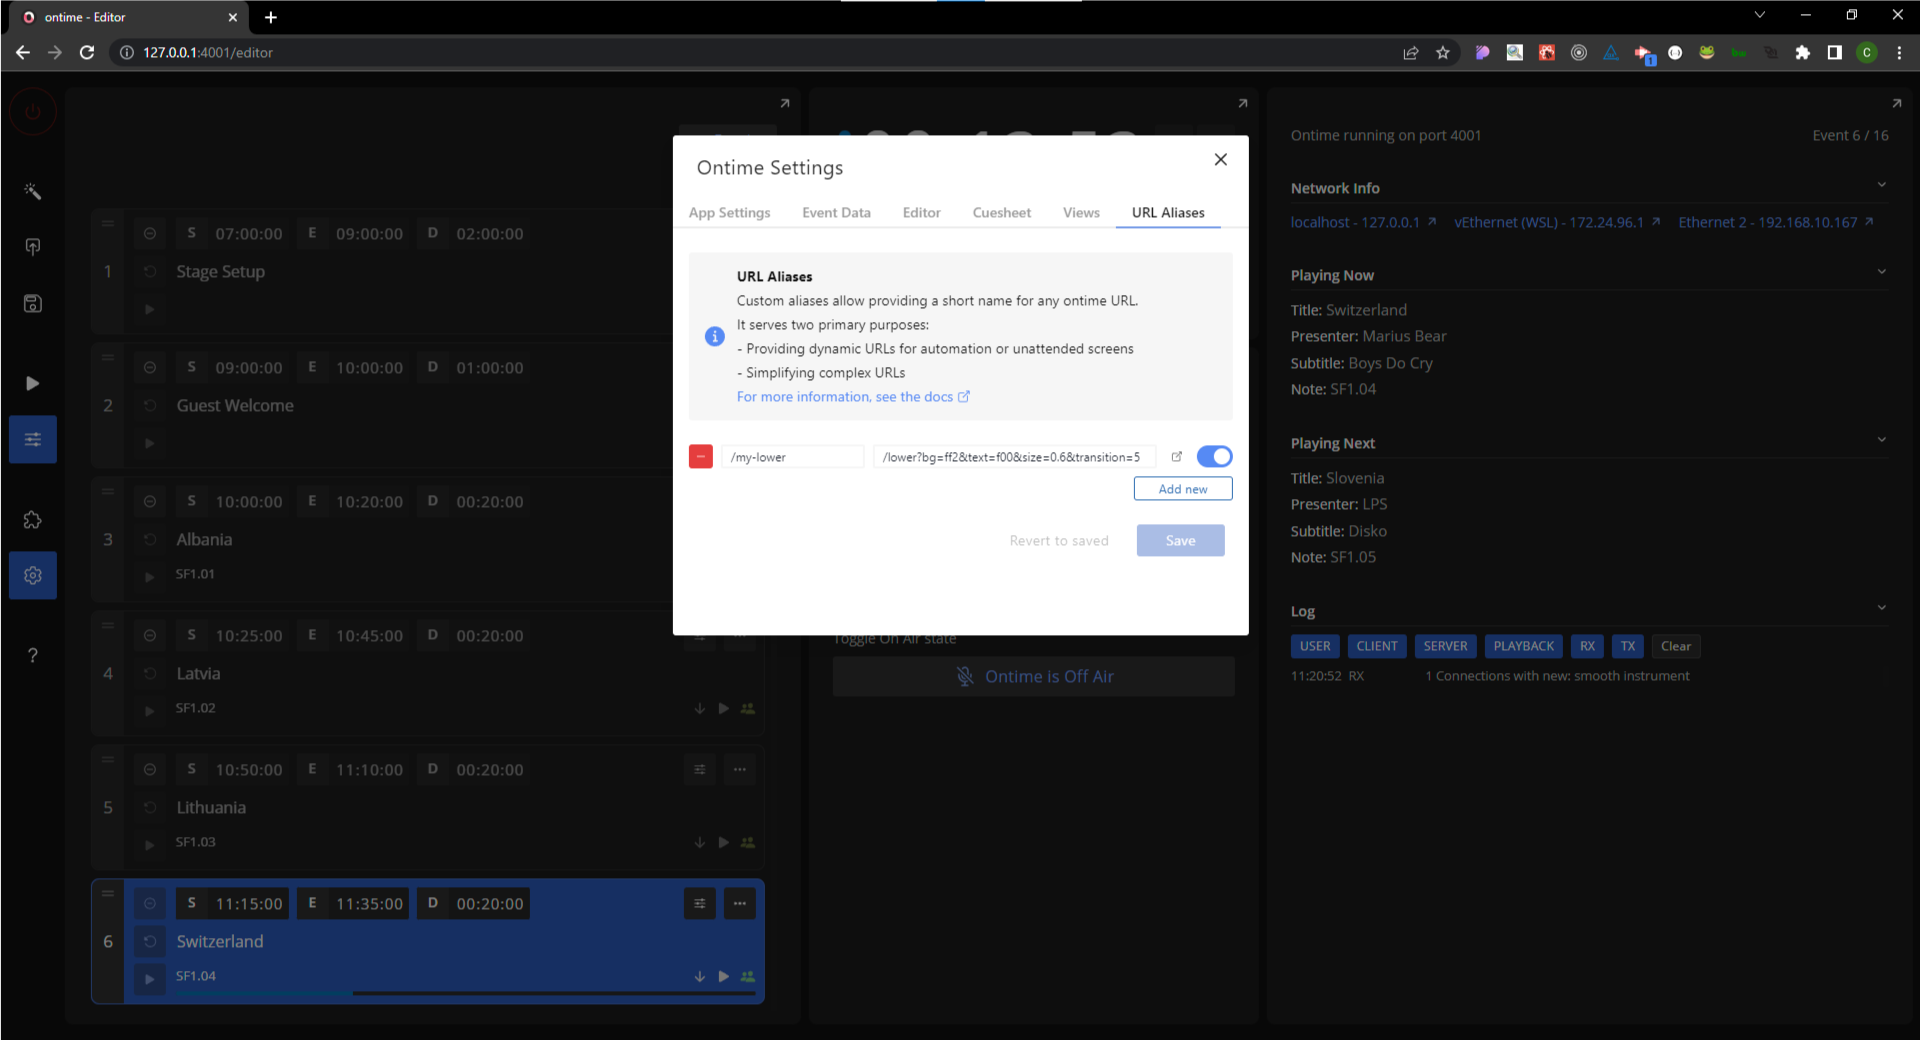 ontime - Editor
127.0.0.1:4001/editor
1
C
Ontime Settings
App Settings Event Data Editor Cuesheet Views URL Aliases
URL Aliases
Custom aliases allow providing a short name for any ontime URL.
It serves two primary purposes:
- Providing dynamic URLs for automation or unattended screens
- Simplifying complex URLs
For more information, see the docs
/my-lower /lower?bg=ff2&text=f00&size=0.6&transition=5
Add new
Revert to saved Save
1
S 07:00:00 E 09:00:00 D 02:00:00
Stage Setup
2
S 09:00:00 E 10:00:00 D 01:00:00
Guest Welcome
3
S 10:00:00 E 10:20:00 D 00:20:00
Albania
SF1.01
4
S 10:25:00 E 10:45:00 D 00:20:00
Latvia
SF1.02
5
S 10:50:00 E 11:10:00 D 00:20:00
Lithuania
SF1.03
6
S 11:15:00 E 11:35:00 D 00:20:00
Switzerland
SF1.04
Toggle On Air state
Ontime is Off Air
Ontime running on port 4001 Event 6 / 16
Network Info
localhost - 127.0.0.1 vEthernet (WSL) - 172.24.96.1 Ethernet 2 - 192.168.10.167
Playing Now
Title: Switzerland
Presenter: Marius Bear
Subtitle: Boys Do Cry
Note: SF1.04
Playing Next
Title: Slovenia
Presenter: LPS
Subtitle: Disko
Note: SF1.05
Log
USER CLIENT SERVER PLAYBACK RX TX Clear
11:20:52 RX 1 Connections with new: smooth instrument